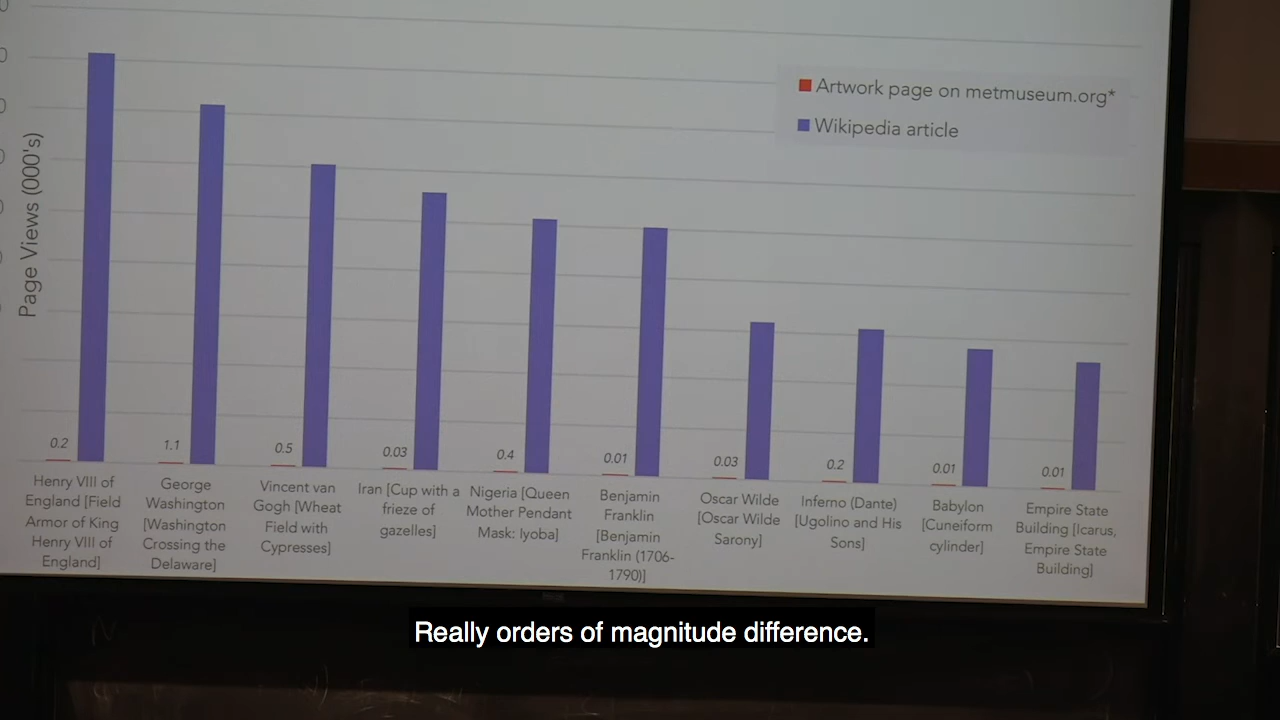 Artwork page on metmuseum.org*
Wikipedia article
Page Views (000's)
0.2
1.1
0.5
0.03
0.4
0.01
0.03
0.2
0.01
0.01
Henry VIII of
England [Field
Armor of King
Henry VIII of
England]
George
Washington
[Washington
Crossing the
Delaware]
Vincent van
Gogh [Wheat
Field with
Cypresses]
Iran [Cup with a
frieze of
gazelles]
Nigeria [Queen
Mother Pendant
Mask: Iyoba]
Benjamin
Franklin
[Benjamin
Franklin (1706-
1790)]
Oscar Wilde
[Oscar Wilde
Sarony]
Inferno (Dante)
[Ugolino and His
Sons]
Babylon
[Cuneiform
cylinder]
Empire State
Building [Icarus,
Empire State
Building]
Really orders of magnitude difference.